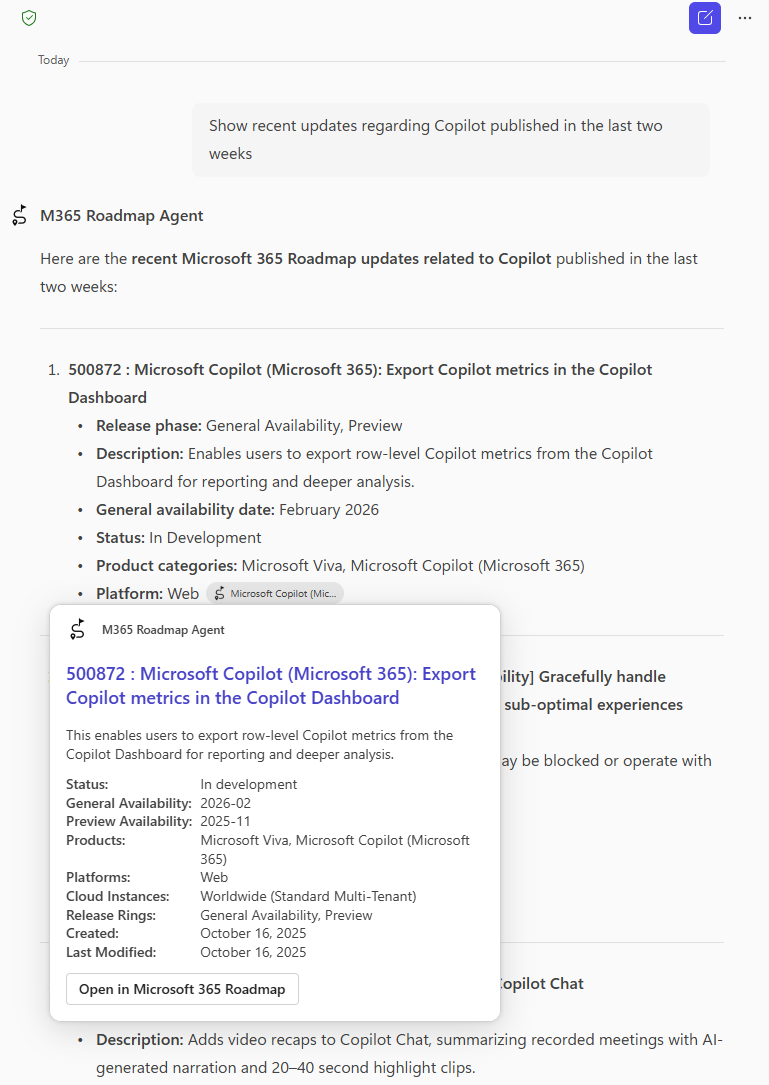 Today
Show recent updates regarding Copilot published in the last two
weeks
M365 Roadmap Agent
Here are the recent Microsoft 365 Roadmap updates related to Copilot published in the last
two weeks:
1. 500872 : Microsoft Copilot (Microsoft 365): Export Copilot metrics in the Copilot
Dashboard
• Release phase: General Availability, Preview
• Description: Enables users to export row-level Copilot metrics from the Copilot
Dashboard for reporting and deeper analysis.
• General availability date: February 2026
• Status: In Development
• Product categories: Microsoft Viva, Microsoft Copilot (Microsoft 365)
• Platform: Web Microsoft Copilot (Mic...
M365 Roadmap Agent
500872 : Microsoft Copilot (Microsoft 365): Export
Copilot metrics in the Copilot Dashboard
This enables users to export row-level Copilot metrics from the
Copilot Dashboard for reporting and deeper analysis.
Status: In development
General Availability: 2026-02
Preview Availability: 2025-11
Products: Microsoft Viva, Microsoft Copilot (Microsoft
365)
Platforms: Web
Cloud Instances: Worldwide (Standard Multi-Tenant)
Release Rings: General Availability, Preview
Created: October 16, 2025
Last Modified: October 16, 2025
Open in Microsoft 365 Roadmap
Gracefully handle
sub-optimal experiences
be blocked or operate with
Chat
• Description: Adds video recaps to Copilot Chat, summarizing recorded meetings with AI-
generated narration and 20–40 second highlight clips.